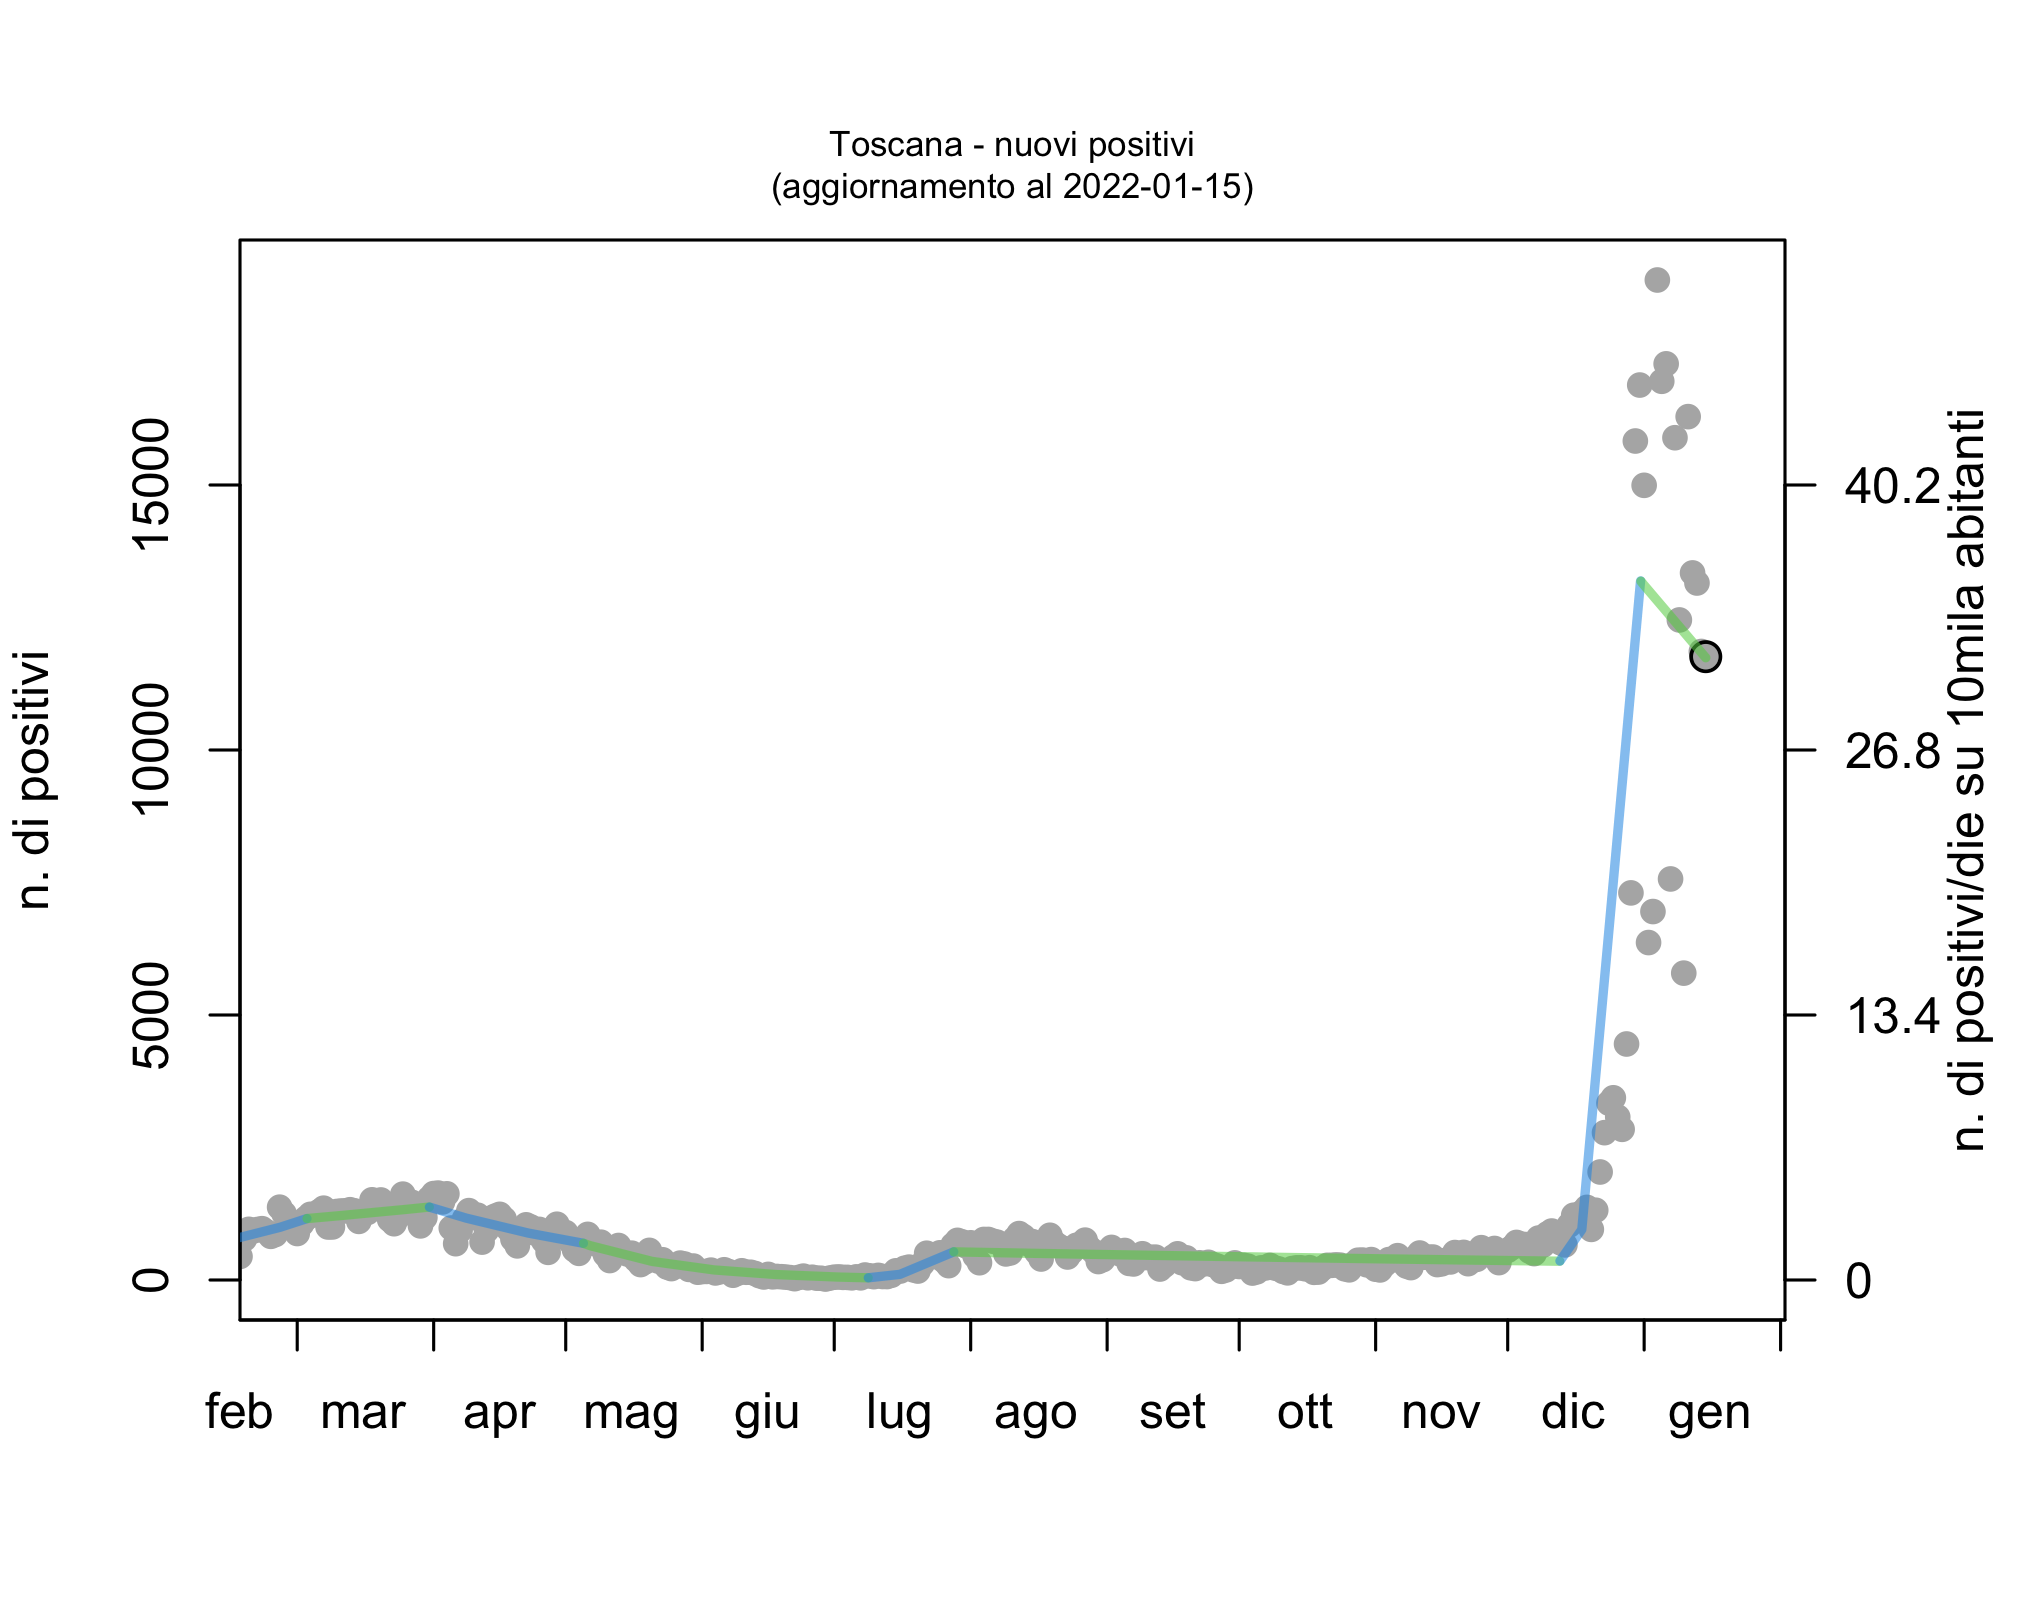 Toscana - nuovi positivi
(aggiornamento al 2022-01-15)
n. di positivi
15000
10000
5000
0
40.2
26.8
13.4
0
n. di positivi/die su 10mila abitanti
feb mar apr mag giu lug ago set ott nov dic gen